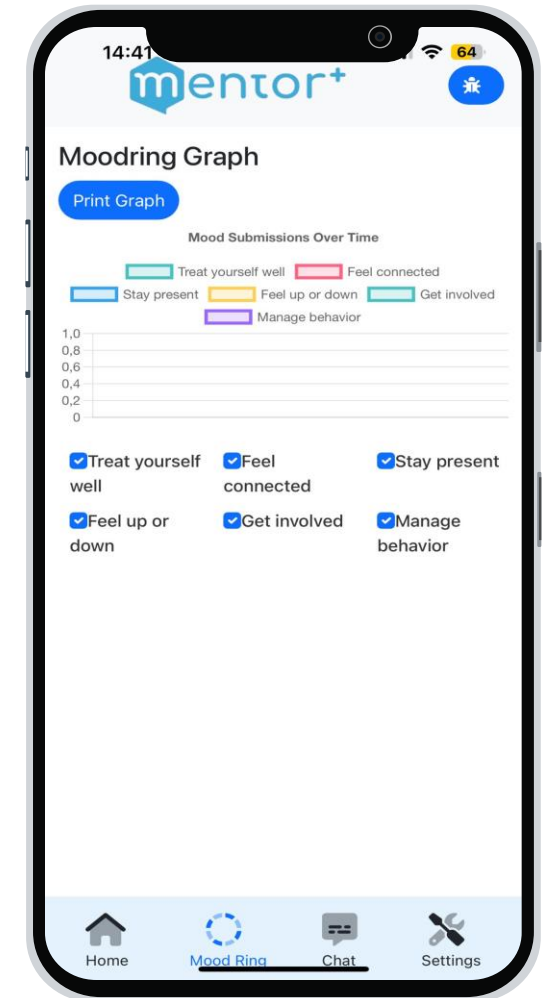 14:41
64
mentor+
Moodring Graph
Print Graph
Mood Submissions Over Time
Treat yourself well Feel connected
Stay present Feel up or down Get involved
Manage behavior
1,0
0,8
0,6
0,4
0,2
0
Treat yourself well
Feel connected
Stay present
Feel up or down
Get involved
Manage behavior
Home Mood Ring Chat Settings